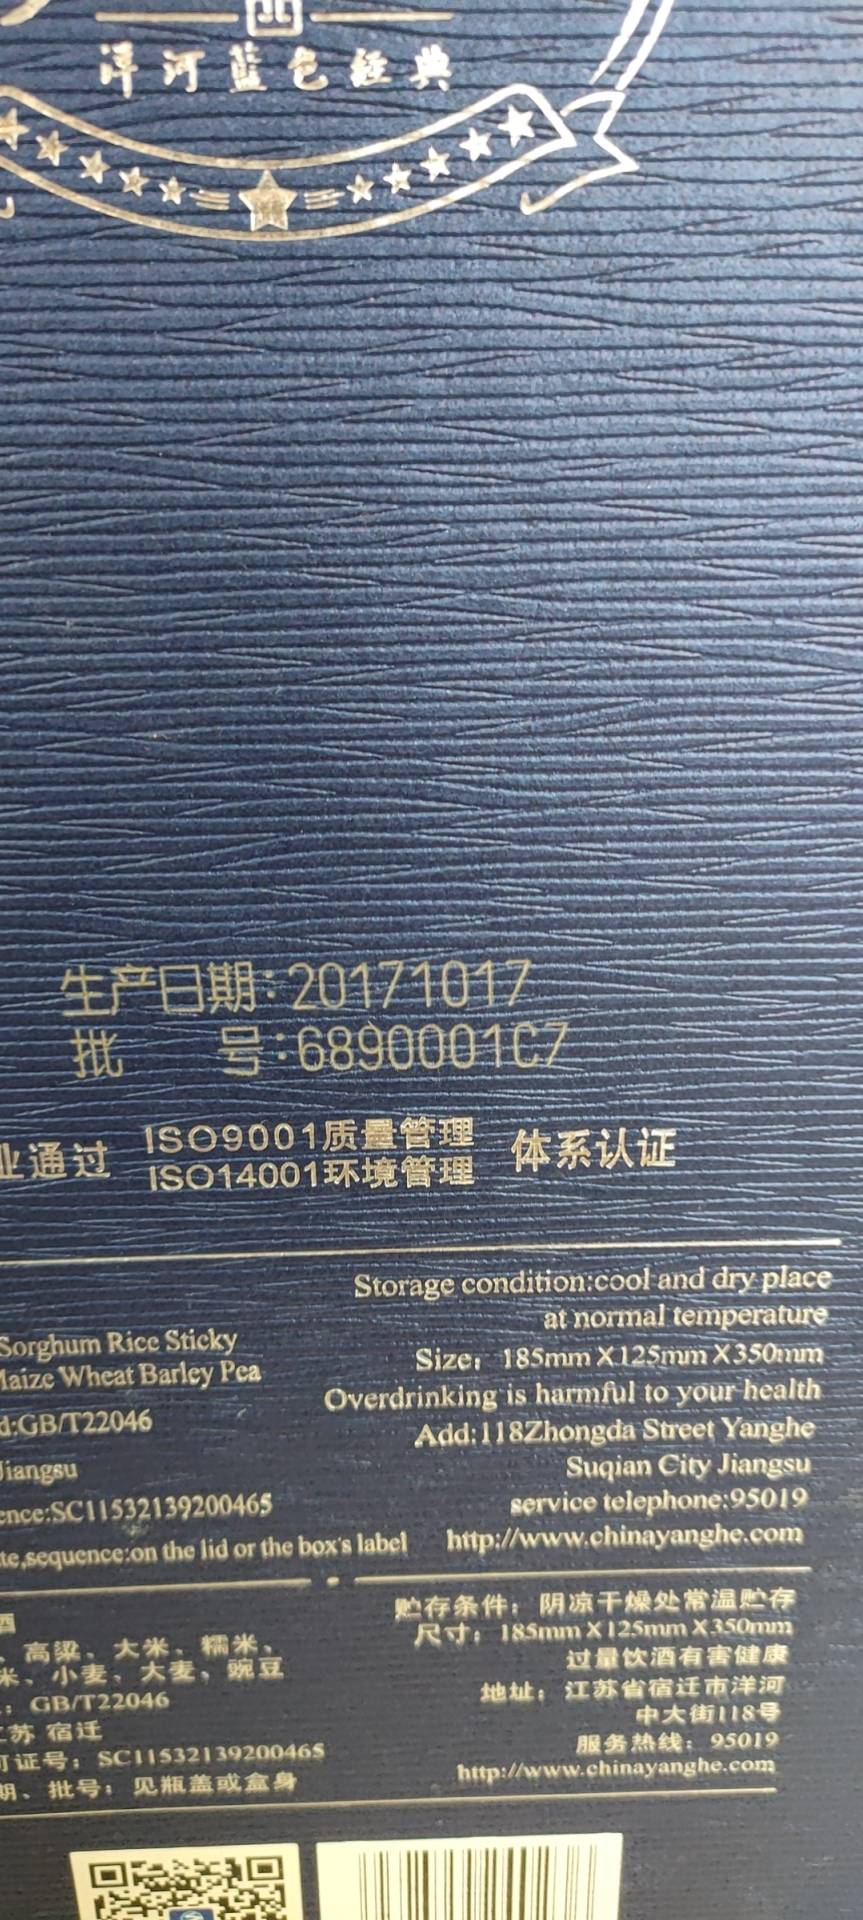 洋河蓝色经典
生产日期:20171017
批 号:6890001C7
业通过 ISO9001质量管理 体系认证
ISO14001环境管理
Storage condition:cool and dry place
at normal temperature
Sorghum Rice Sticky
Maize Wheat Barley Pea
Size: 185mm X125mm X350mm
Overdrinking is harmful to your health
d:GB/T22046
Add:118Zhongda Street Yanghe
Jiangsu
Suqian City Jiangsu
ence:SC11532139200465
service telephone:95019
te,sequence:on the lid or the box's label
http://www.chinayanghe.com
酒
、高粱、大米、糯米、
米、小麦、大麦、豌豆
: GB/T22046
江苏 宿迁
可证号: SC11532139200465
期、批号: 见瓶盖或盒身
贮存条件: 阴凉干燥处常温贮存
尺寸: 185mm X125mm X350mm
过量饮酒有害健康
地址: 江苏省宿迁市洋河
中大街118号
服务热线: 95019
http://www.chinayanghe.com